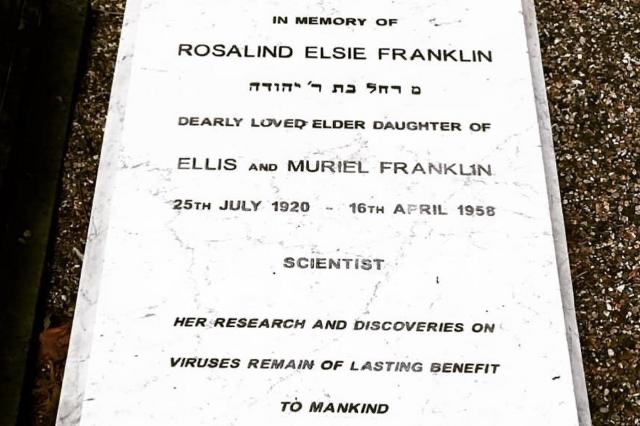 IN MEMORY OF
ROSALIND ELSIE FRANKLIN
מ רחל בת ר׳ יהודה
DEARLY LOVED ELDER DAUGHTER OF
ELLIS AND MURIEL FRANKLIN
25TH JULY 1920 - 16TH APRIL 1958
SCIENTIST
HER RESEARCH AND DISCOVERIES ON
VIRUSES REMAIN OF LASTING BENEFIT
TO MANKIND